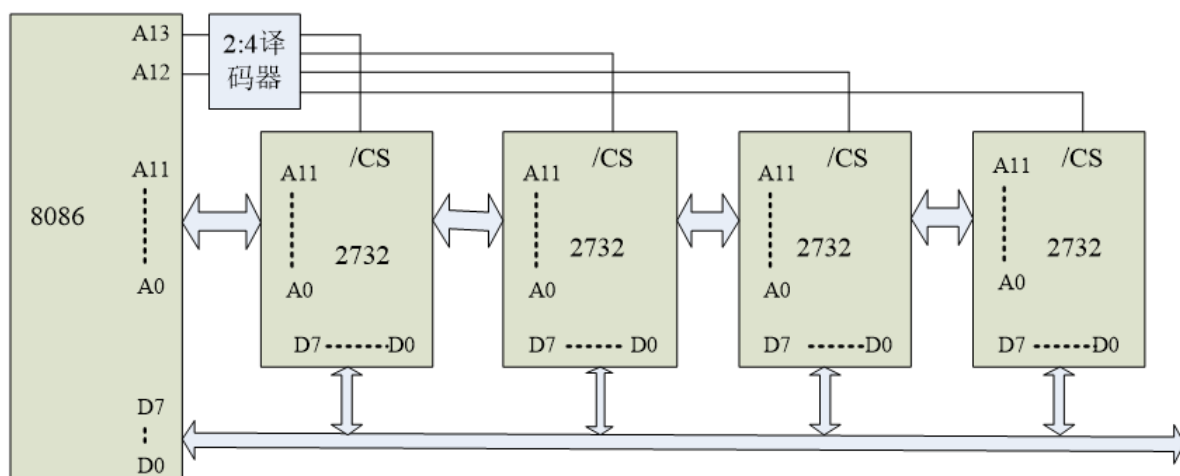 A13
A12
2:4译
码器
8086
A11
A0
D7
D0
/CS
A11
2732
A0
D7
D0
/CS
A11
2732
A0
D7
D0
/CS
A11
2732
A0
D7
D0
/CS
A11
2732
A0
D7
D0